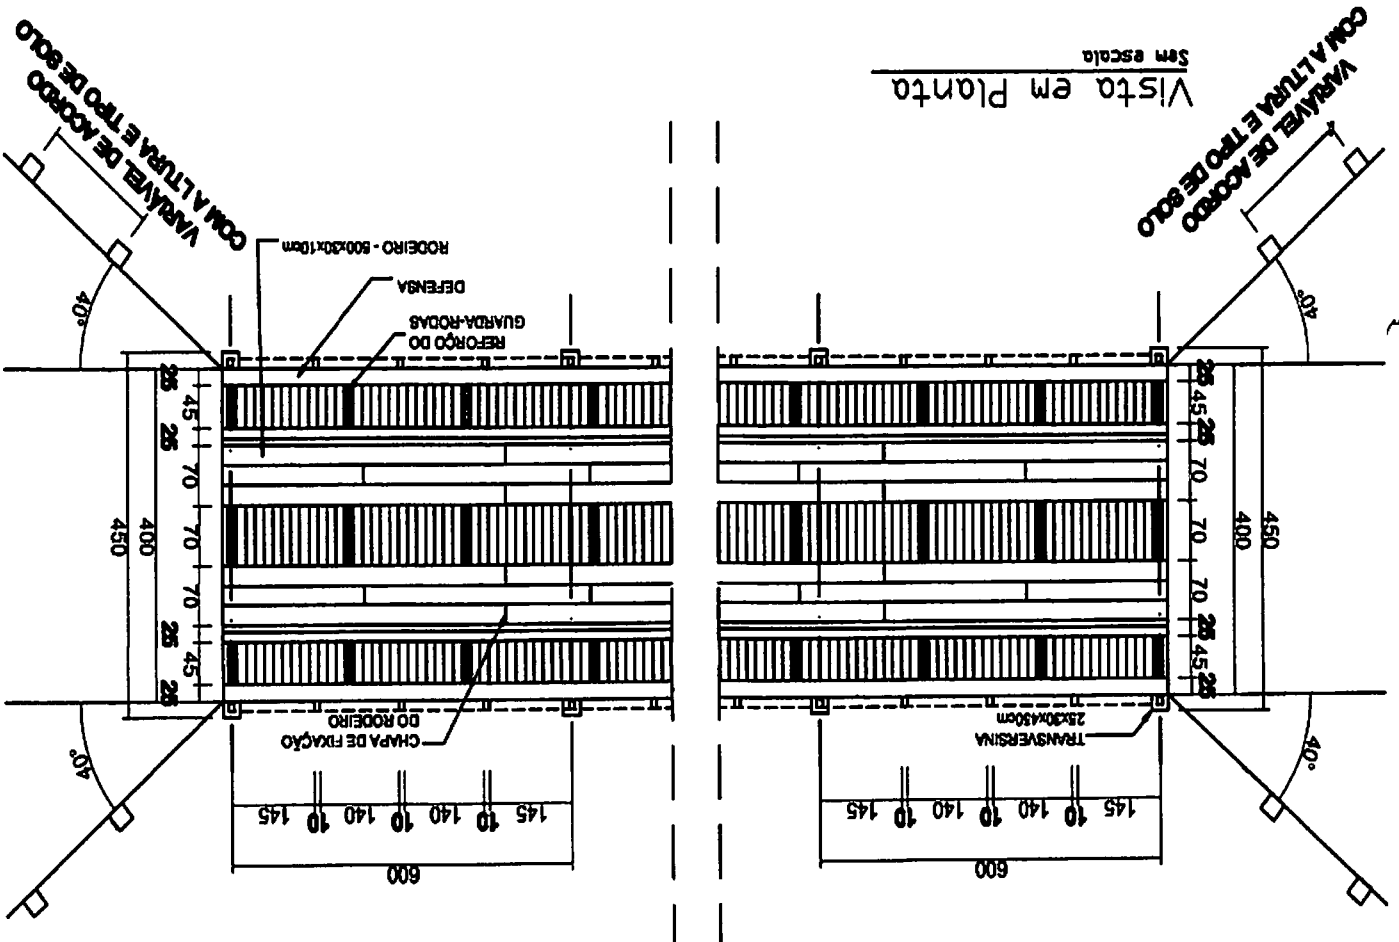 600
600
145 10 140 10 140 10 145
145 10 140 10 140 10 145
40°
40°
TRANSVERSINA
25x30x450cm
CHAPA DE FIXAÇÃO
DO RODEIRO
450
400
25 45 25 70 70 70 25 45 25
25 45 25 70 70 70 25 45 25
400
450
REFORÇO DO
GUARDA-RODAS
DEFENSA
RODEIRO - 500x30x10cm
40°
40°
VARIÁVEL DE ACORDO
COM A LTURA E TIPO DE SOLO
VARIÁVEL DE ACORDO
COM A LTURA E TIPO DE SOLO
Vista em Planta
Sem escala